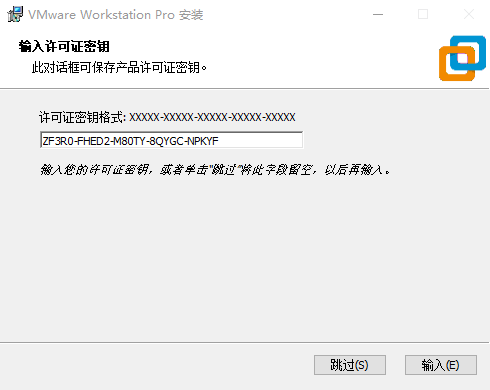 VMware Workstation Pro 安装
输入许可证密钥
此对话框可保存产品许可证密钥。
许可证密钥格式: XXXXX-XXXXX-XXXXX-XXXXX-XXXXX
ZF3R0-FHED2-M80TY-8QYGC-NPKYF
输入您的许可证密钥，或者单击"跳过"将此字段留空，以后再输入。
跳过(S) 输入(E)